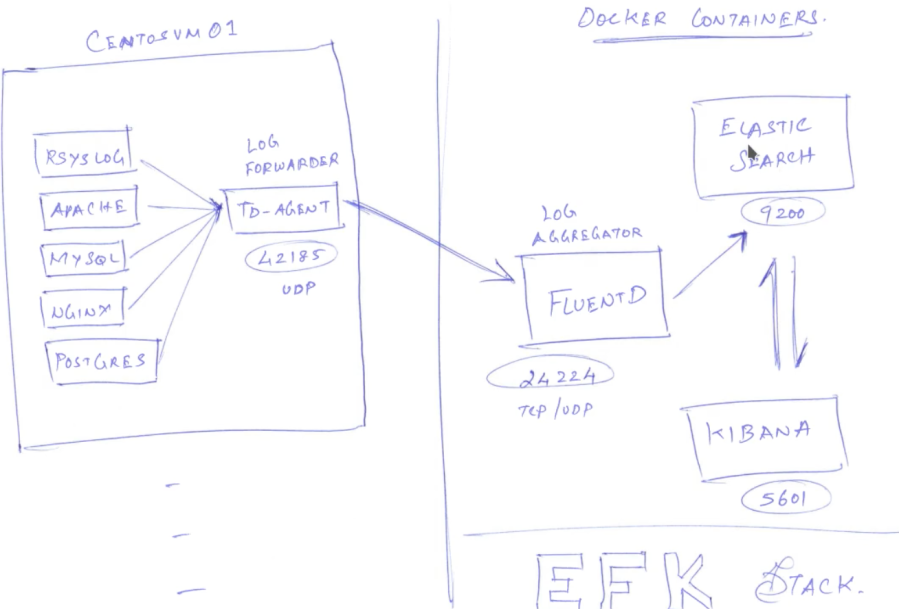 CENTOSVM01
RSYSLOG
APACHE
MYSQL
NGINX
POSTGRES
LOG
FORWARDER
TD-AGENT
42185
UDP
DOCKER CONTAINERS.
LOG
AGGREGATOR
FLUENTD
24224
TCP/UDP
ELASTIC
SEARCH
9200
KIBANA
5601
EFK STACK.